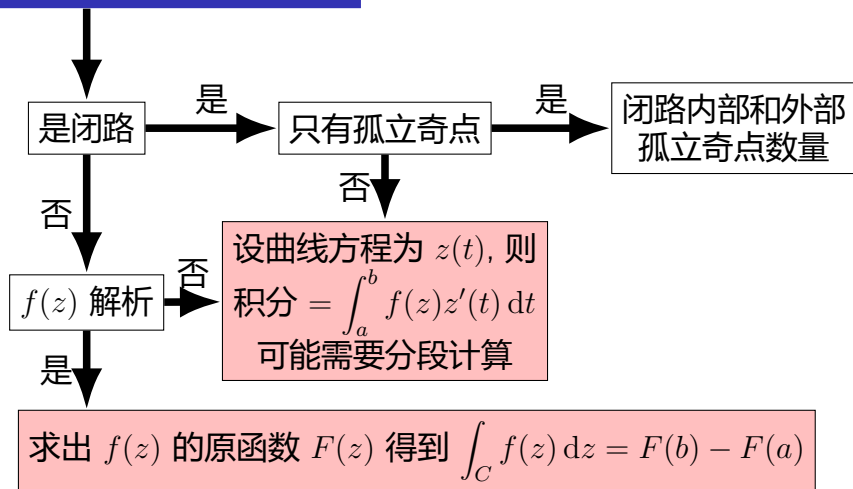 是
是
是闭路
只有孤立奇点
闭路内部和外部
孤立奇点数量
否
否
设曲线方程为 z(t), 则
积分 = ∫_a^b f(z)z′(t) dt
可能需要分段计算
否
f(z) 解析
是
求出 f(z) 的原函数 F(z) 得到 ∫_C f(z) dz = F(b) − F(a)